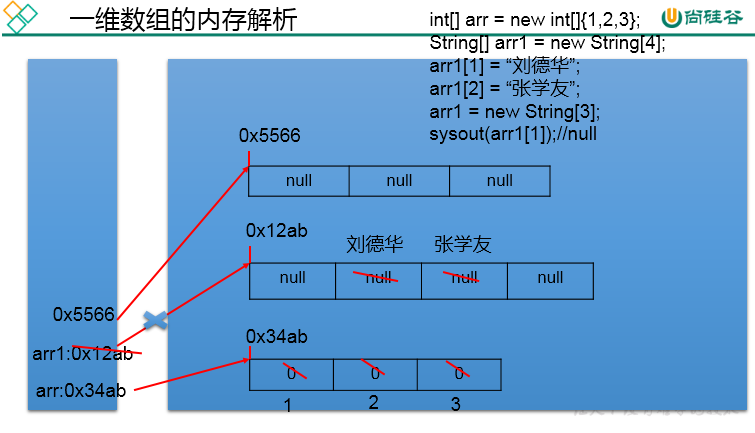 一维数组的内存解析
int[] arr = new int[]{1,2,3};
String[] arr1 = new String[4];
arr1[1] = “刘德华”;
arr1[2] = “张学友”;
arr1 = new String[3];
sysout(arr1[1]);//null
尚硅谷
0x5566
null null null
0x12ab
刘德华 张学友
null null null null
0x5566
arr1:0x12ab
arr:0x34ab
0x34ab
0 0 0
1 2 3